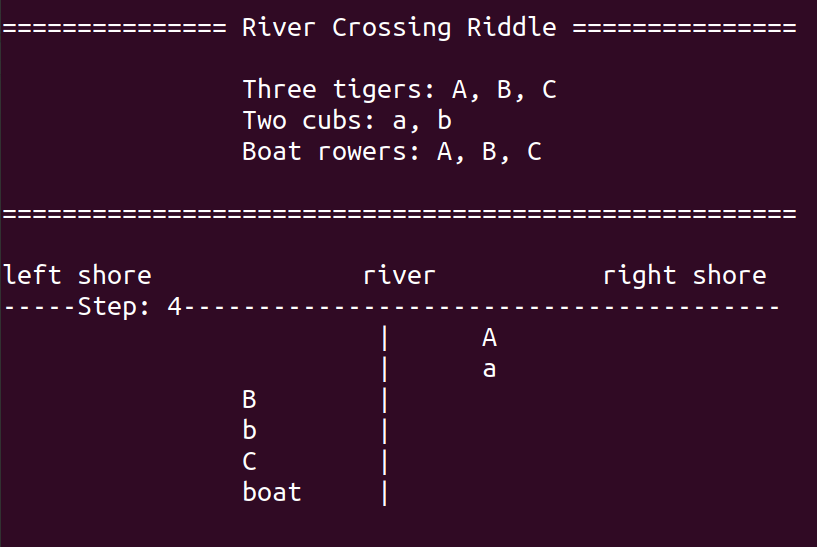 =============== River Crossing Riddle ===============
Three tigers: A, B, C
Two cubs: a, b
Boat rowers: A, B, C
=====================================================
left shore              river           right shore
-----Step: 4----------------------------------------
|      A
|      a
B        |
b        |
C        |
boat     |